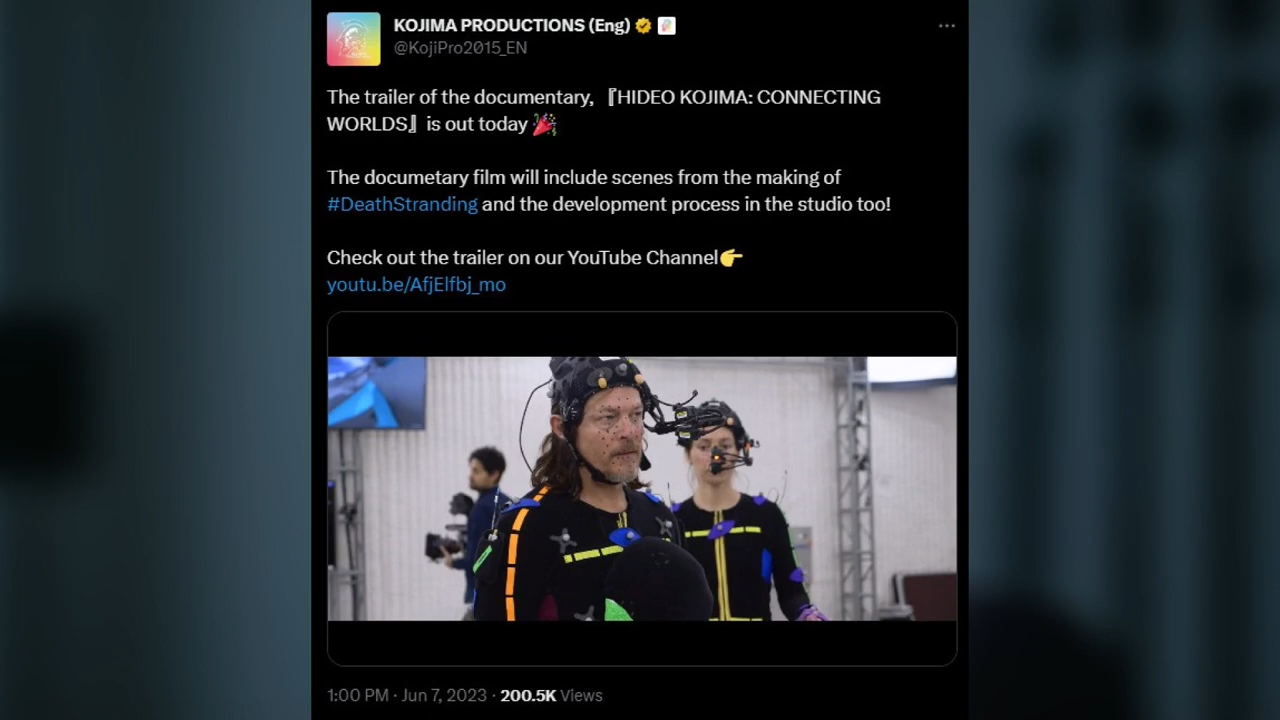 KOJIMA PRODUCTIONS (Eng)
@KojiPro2015_EN
The trailer of the documentary, 『HIDEO KOJIMA: CONNECTING
WORLDS』 is out today 🎉
The documetary film will include scenes from the making of
#DeathStranding and the development process in the studio too!
Check out the trailer on our YouTube Channel👉
youtu.be/AfjElfbj_mo
1:00 PM · Jun 7, 2023 · 200.5K Views